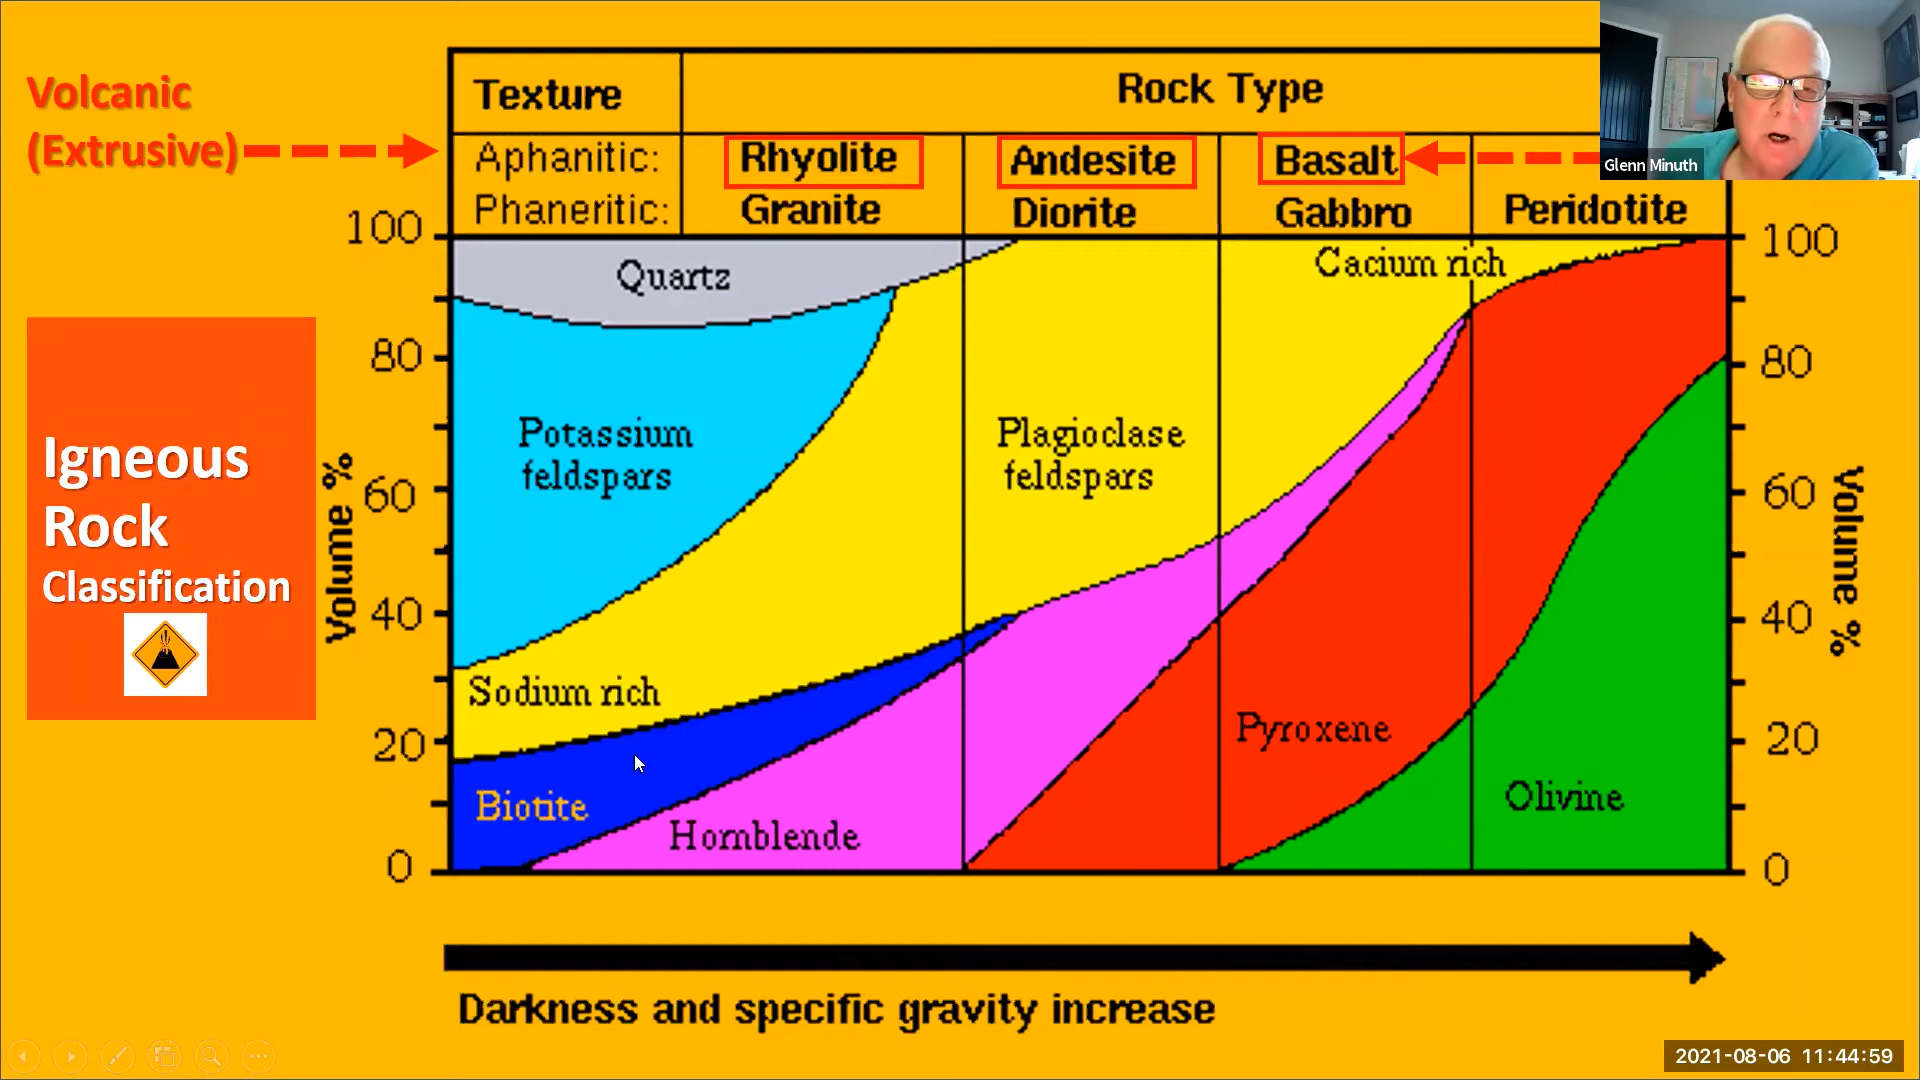 Volcanic
(Extrusive)
Texture
Rock Type
Aphanitic:
Rhyolite
Andesite
Basalt
Phaneritic:
Granite
Diorite
Gabbro
Peridotite
Glenn Minuth
100
80
60
40
20
0
Volume %
Quartz
Cacium rich
Potassium
feldspars
Plagioclase
feldspars
Sodium rich
Biotite
Hornblende
Pyroxene
Olivine
100
80
60
40
20
0
Volume %
Igneous
Rock
Classification
Darkness and specific gravity increase
2021-08-06 11:44:59